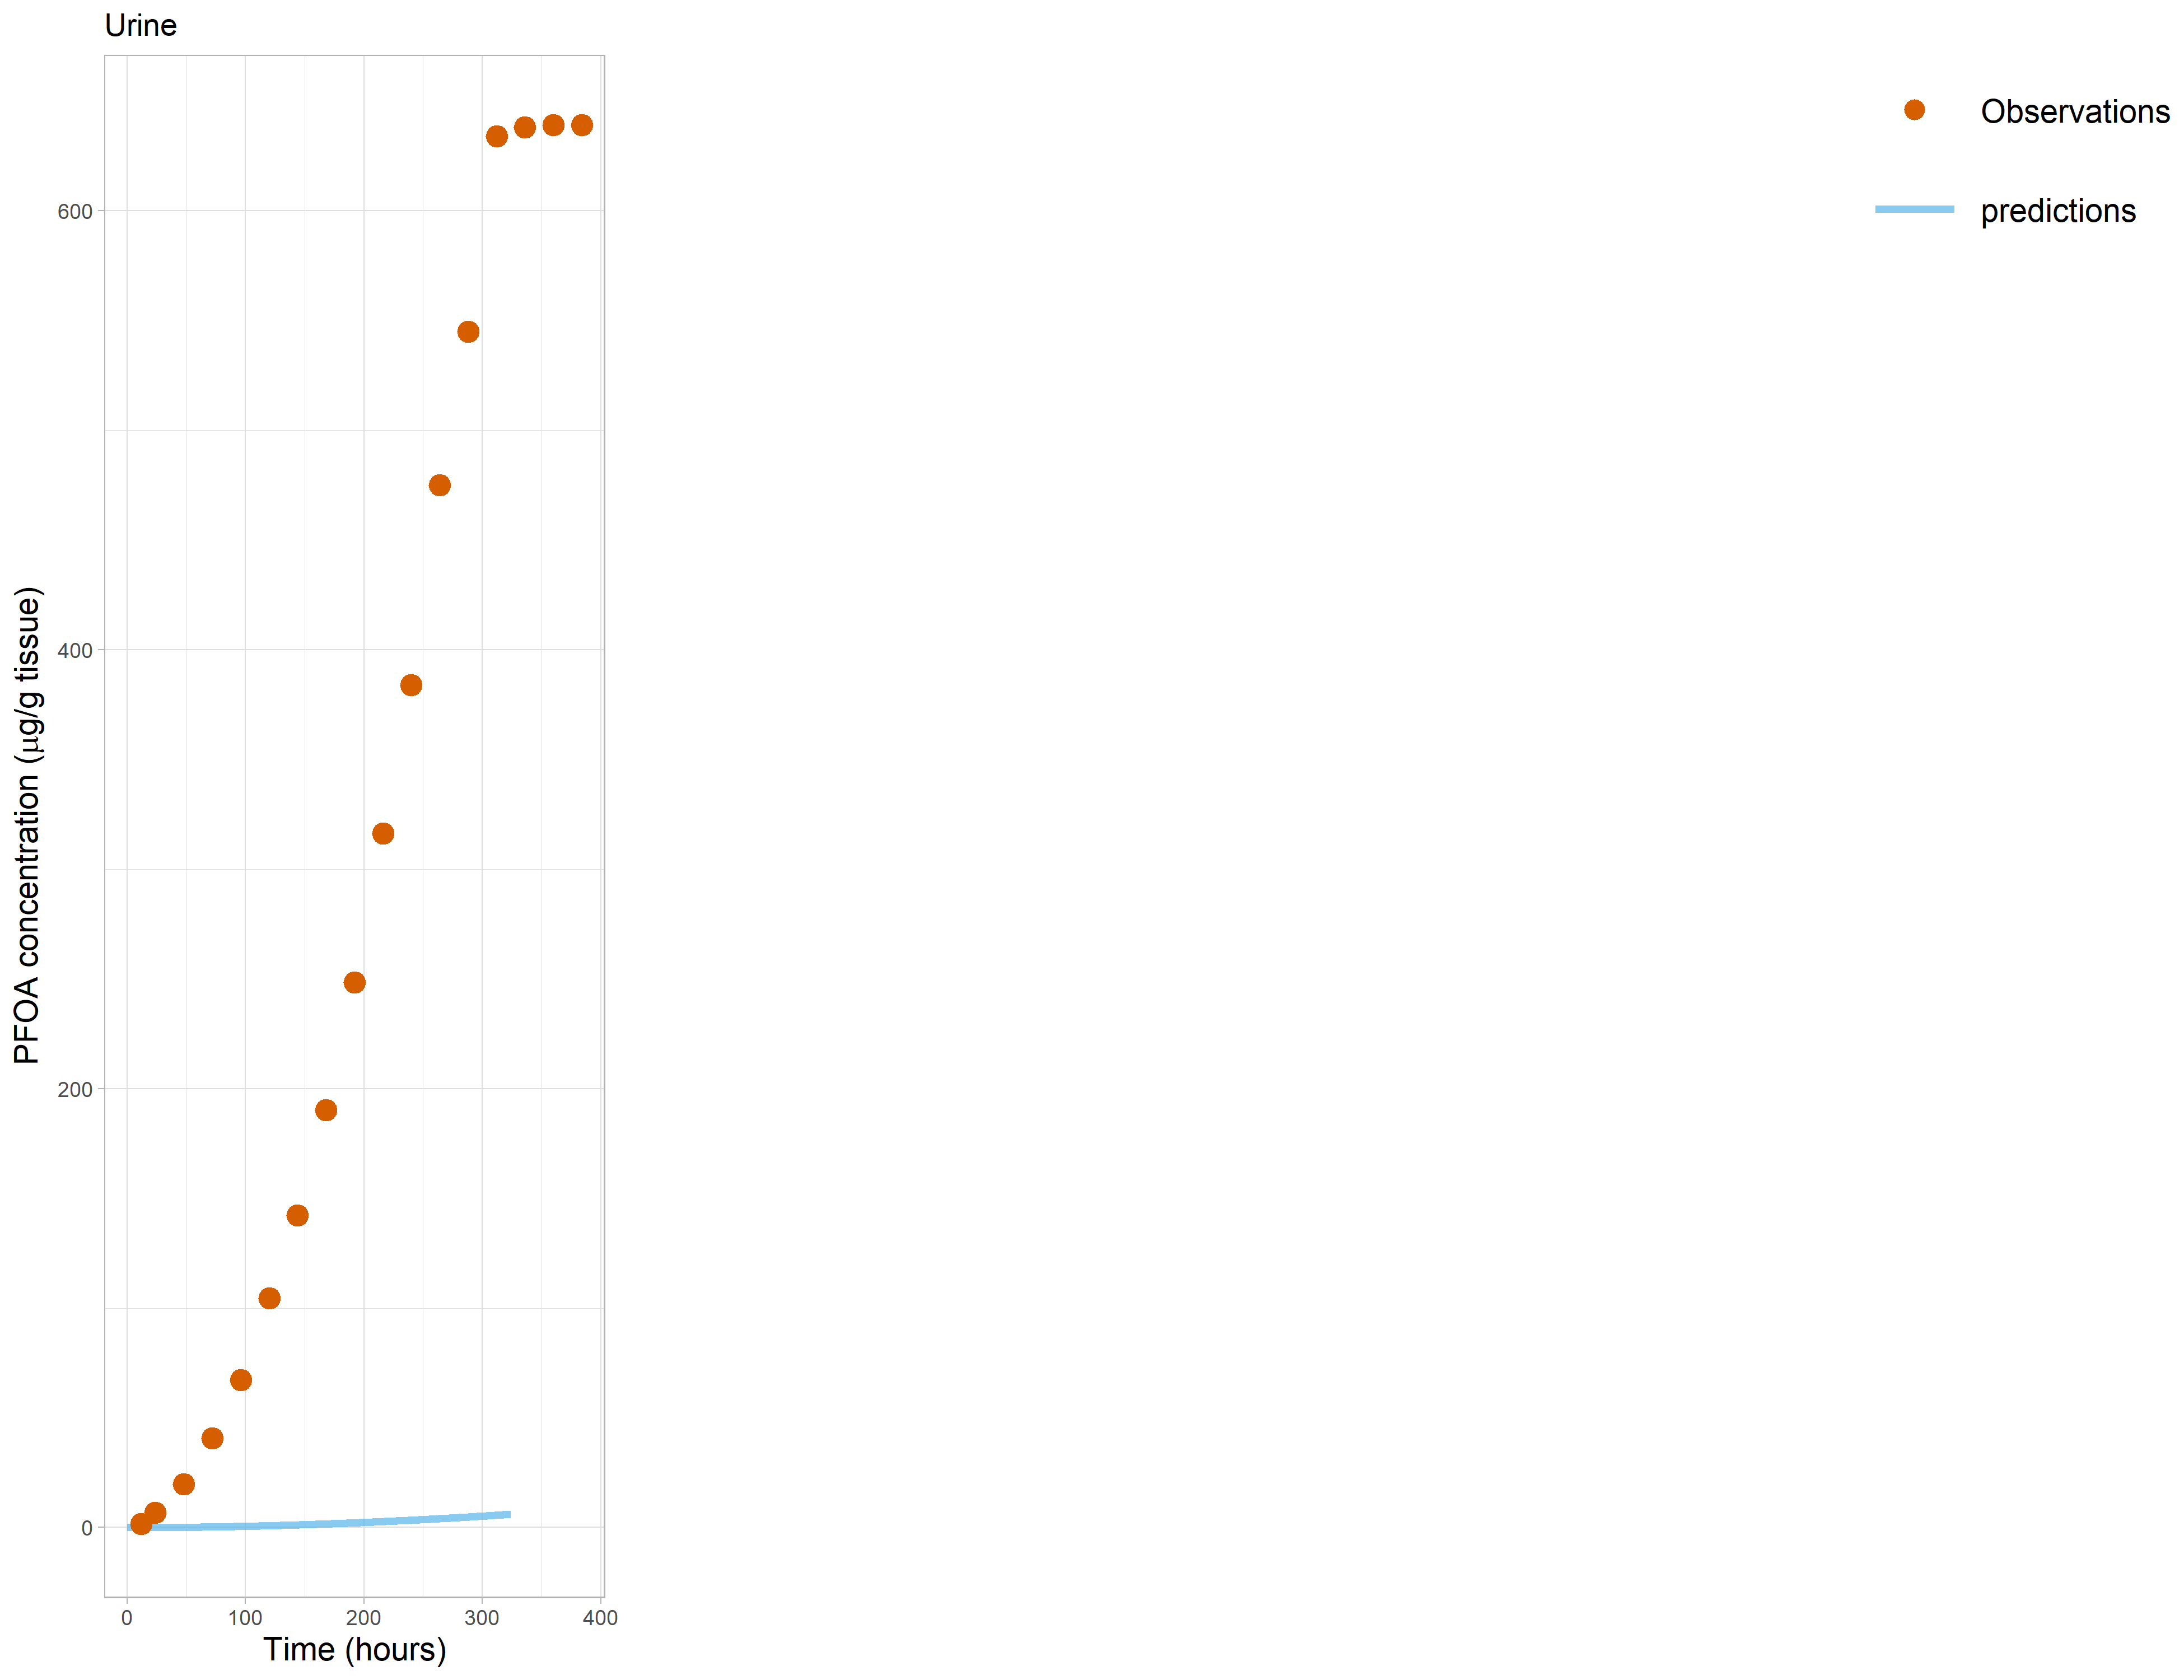 Urine
Observations
predictions
PFOA concentration (μg/g tissue)
600
400
200
0
0 100 200 300 400
Time (hours)